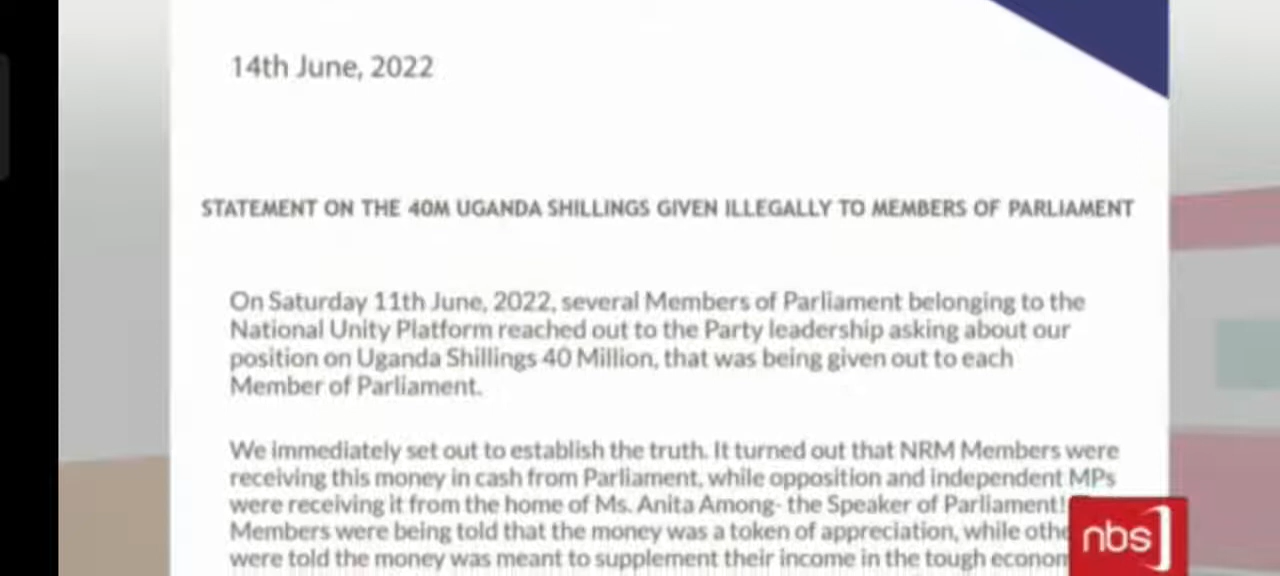 14th June, 2022
STATEMENT ON THE 40M UGANDA SHILLINGS GIVEN ILLEGALLY TO MEMBERS OF PARLIAMENT
On Saturday 11th June, 2022, several Members of Parliament belonging to the
National Unity Platform reached out to the Party leadership asking about our
position on Uganda Shillings 40 Million, that was being given out to each
Member of Parliament.
We immediately set out to establish the truth. It turned out that NRM Members were
receiving this money in cash from Parliament, while opposition and independent MPs
were receiving it from the home of Ms. Anita Among- the Speaker of Parliament!
Members were being told that the money was a token of appreciation, while othe
were told the money was meant to supplement their income in the tough econom
nbs